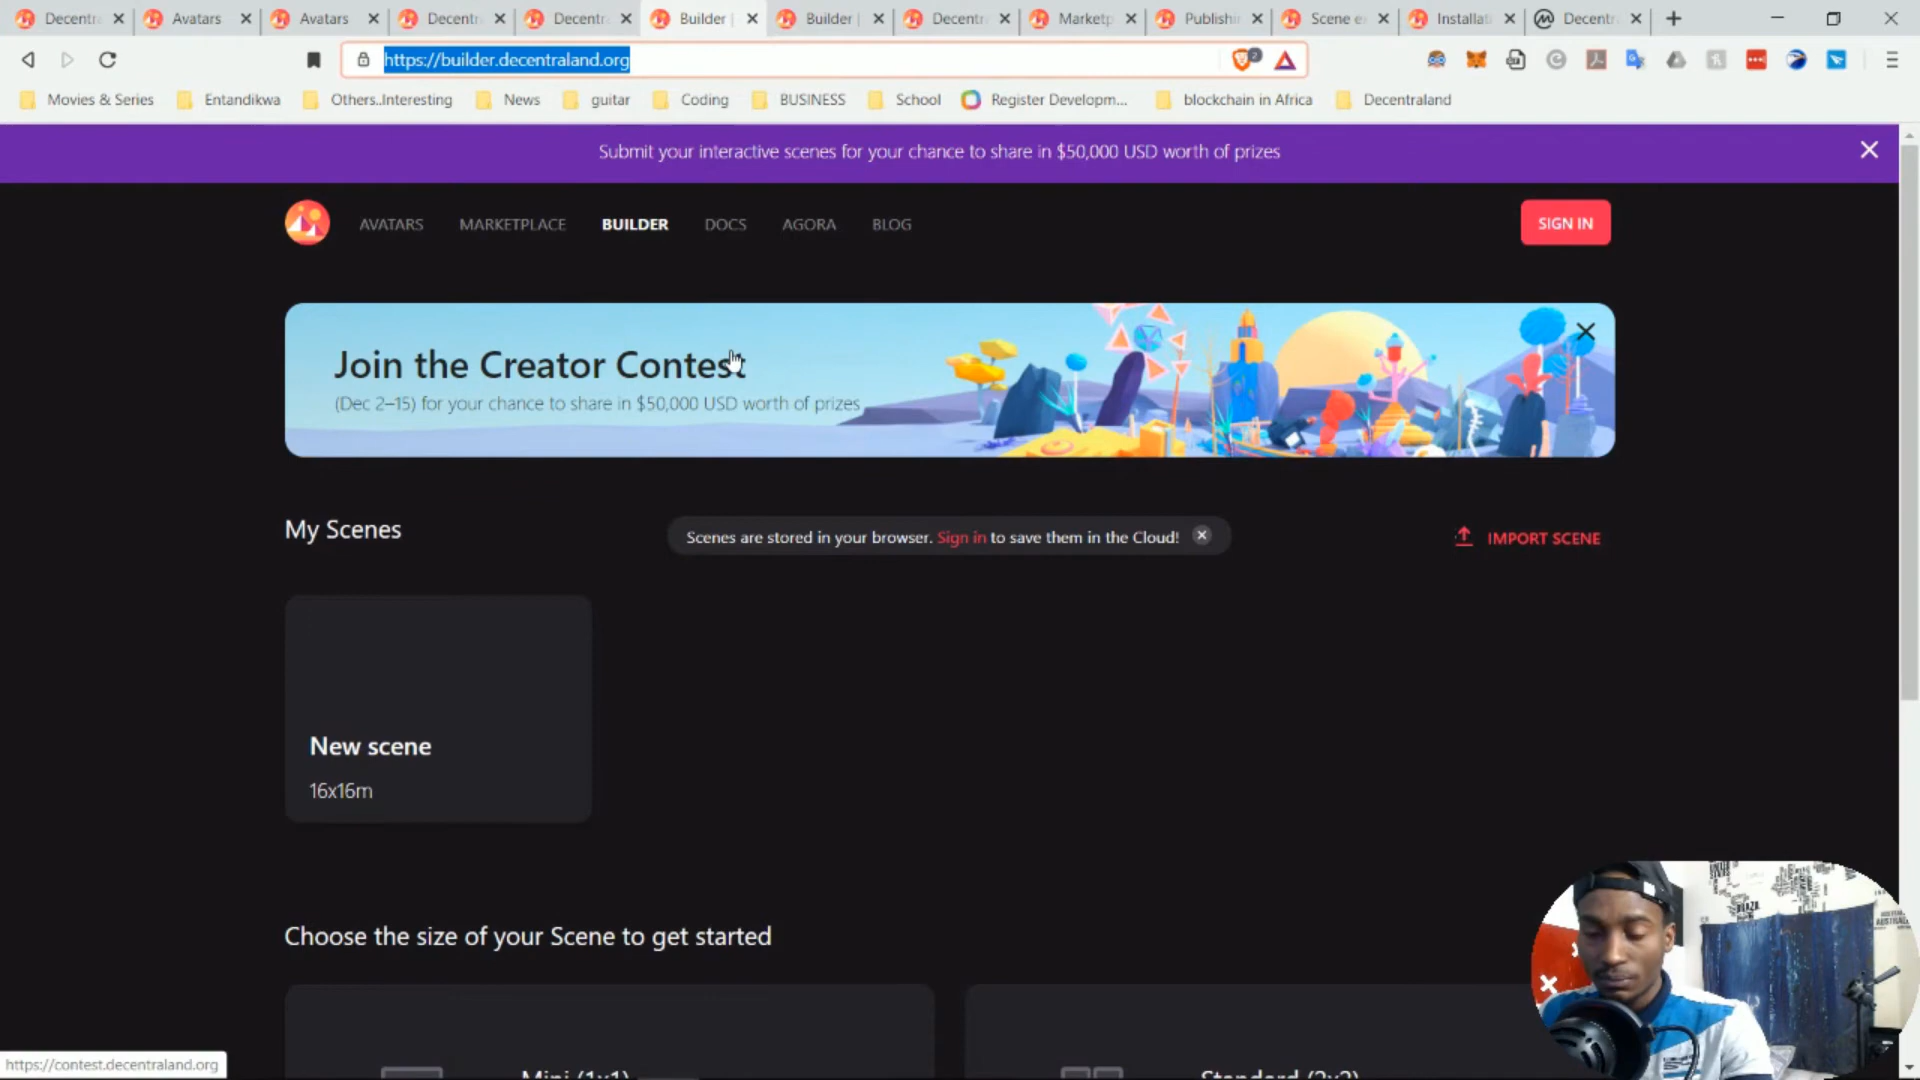 Decentr
Avatars
Avatars
Decentr
Decentr
Builder |
Builder |
Decentr
Marketp
Publishi
Scene e
Installat
Decentr
https://builder.decentraland.org
2
Movies & Series
Entandikwa
Others..Interesting
News
guitar
Coding
BUSINESS
School
Register Developm...
blockchain in Africa
Decentraland
Submit your interactive scenes for your chance to share in $50,000 USD worth of prizes
AVATARS
MARKETPLACE
BUILDER
DOCS
AGORA
BLOG
SIGN IN
Join the Creator Contest
(Dec 2–15) for your chance to share in $50,000 USD worth of prizes
My Scenes
Scenes are stored in your browser. Sign in to save them in the Cloud!
IMPORT SCENE
New scene
16x16m
Choose the size of your Scene to get started
Mini (1x1)
Standard (2x2)
https://contest.decentraland.org